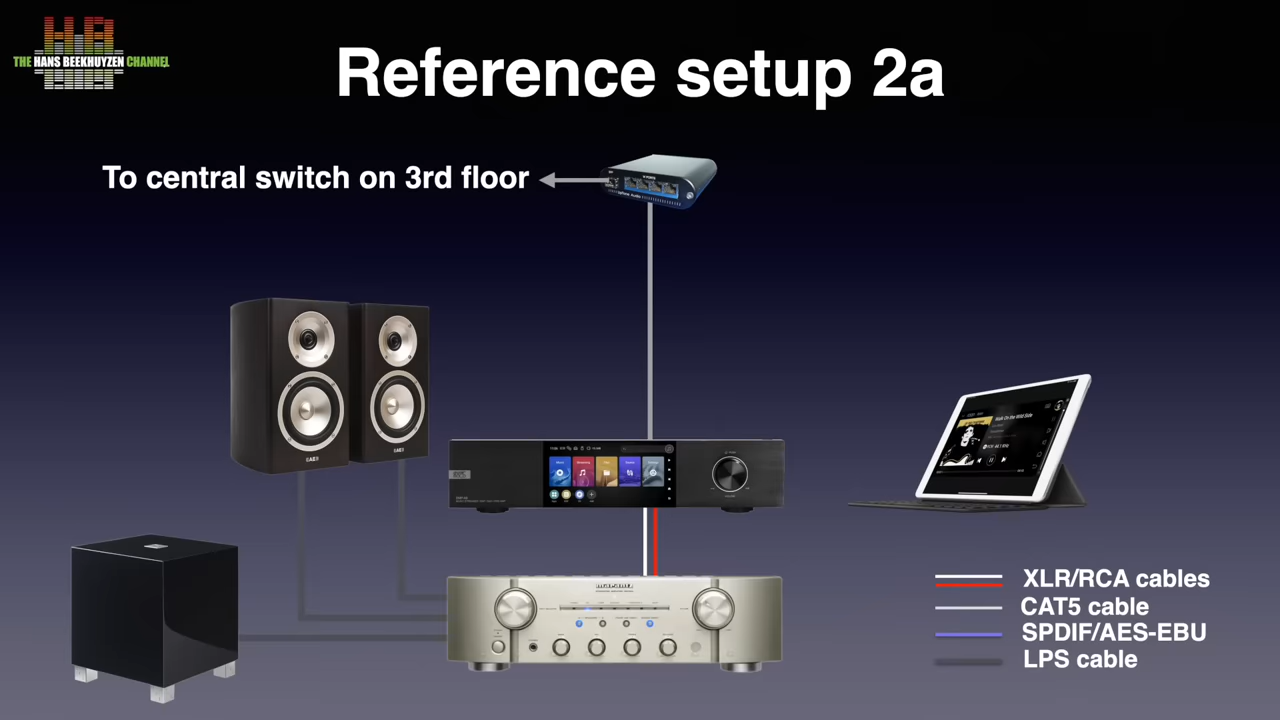 THE HANS BEEKHUYZEN CHANNEL
Reference setup 2a
To central switch on 3rd floor
marantz
XLR/RCA cables
CAT5 cable
SPDIF/AES-EBU
LPS cable